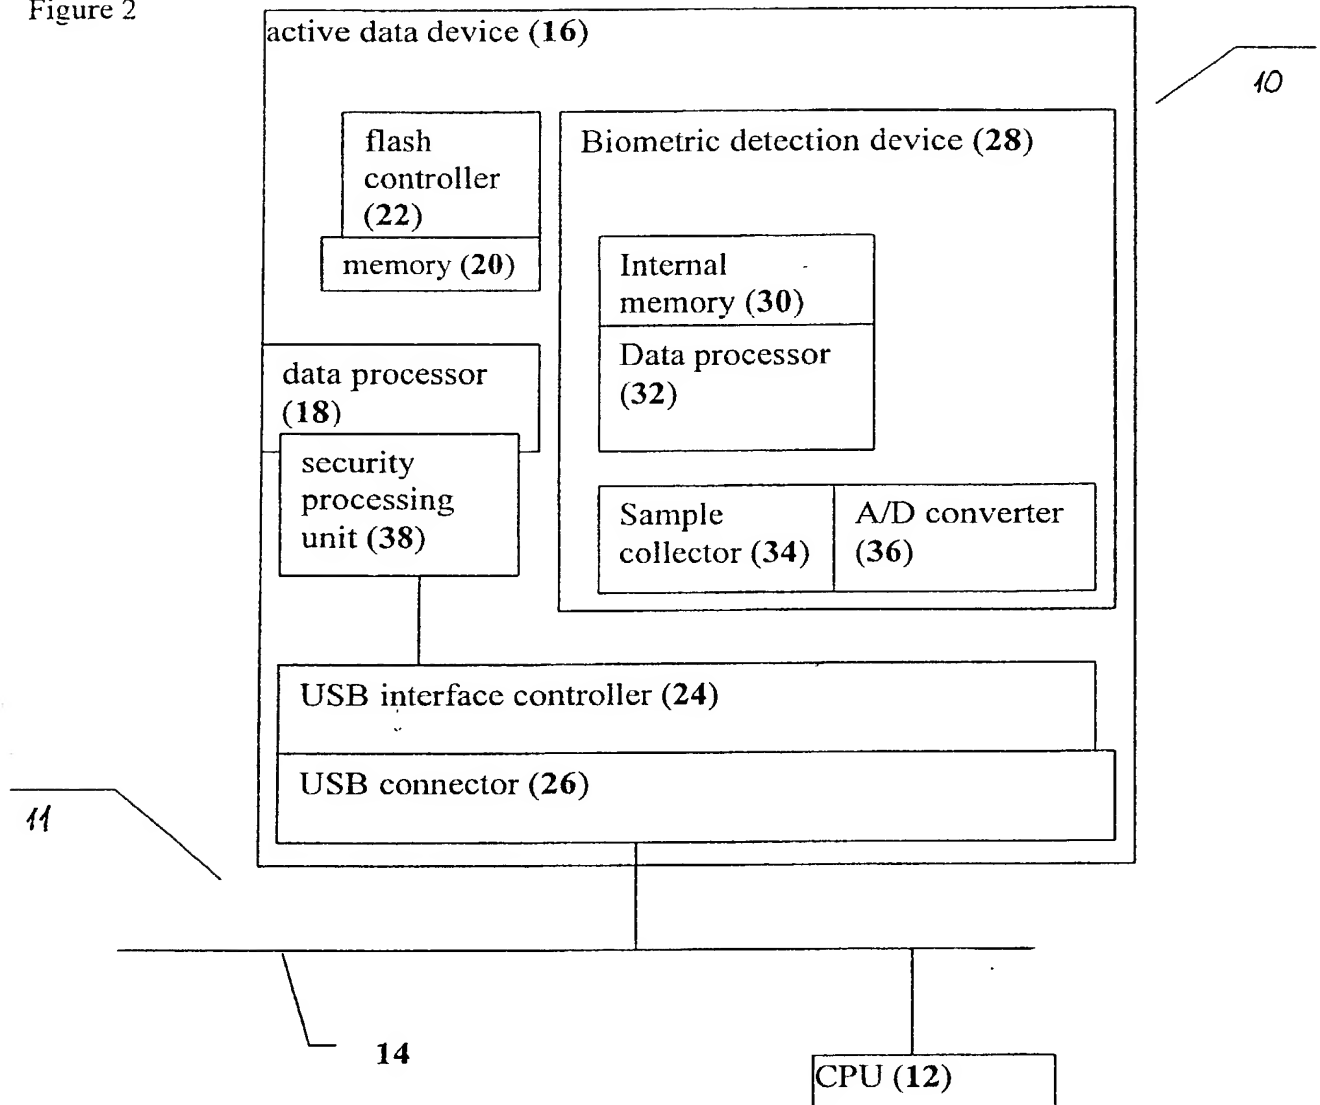 Figure 2
active data device (16)
10
flash
controller
(22)
memory (20)
Biometric detection device (28)
Internal
memory (30)
Data processor
(32)
data processor
(18)
security
processing
unit (38)
Sample
collector (34)
A/D converter
(36)
USB interface controller (24)
USB connector (26)
11
14
CPU (12)